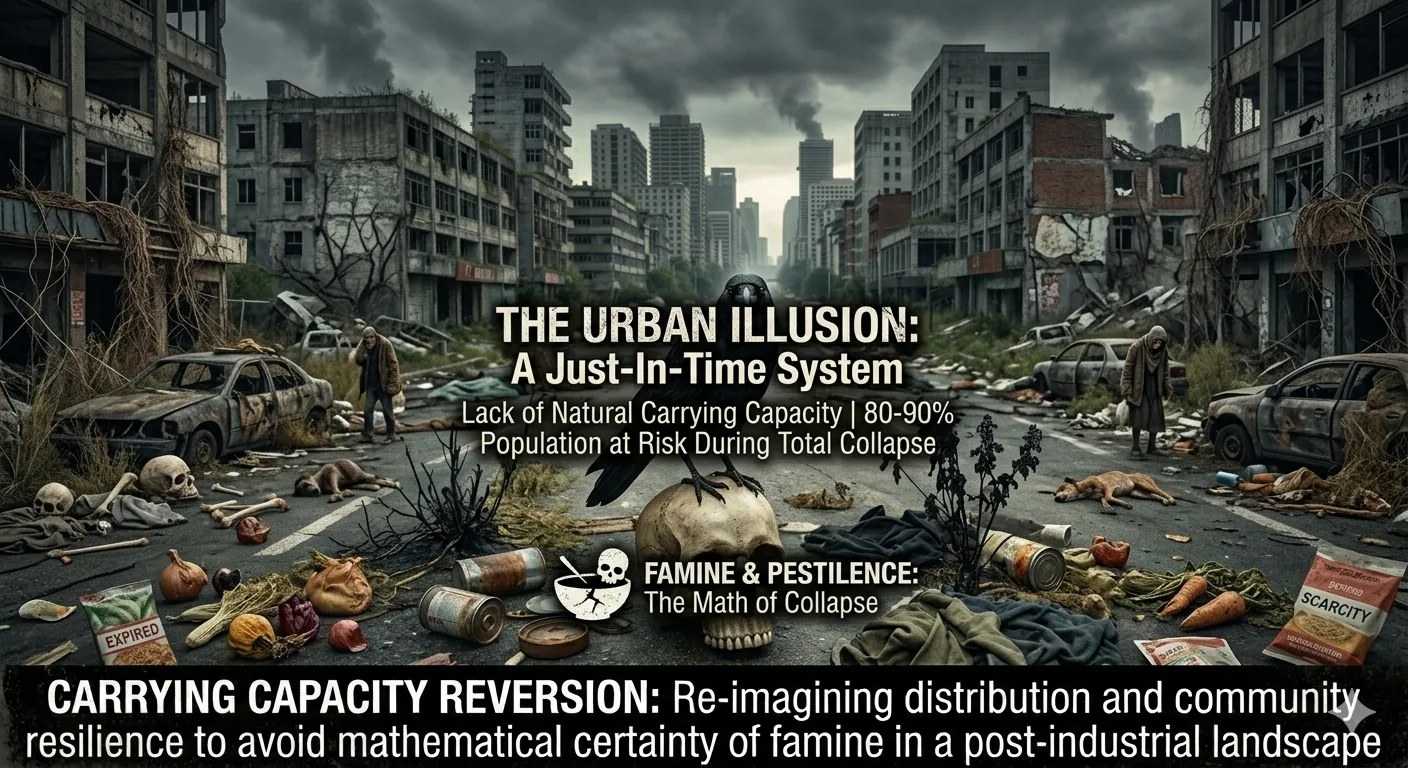 THE URBAN ILLUSION:
A Just-In-Time System
Lack of Natural Carrying Capacity | 80-90%
Population at Risk During Total Collapse
FAMINE & PESTILENCE:
The Math of Collapse
EXPIRED
SCARCITY
CARRYING CAPACITY REVERSION: Re-imagining distribution and community
resilience to avoid mathematical certainty of famine in a post-industrial landscape